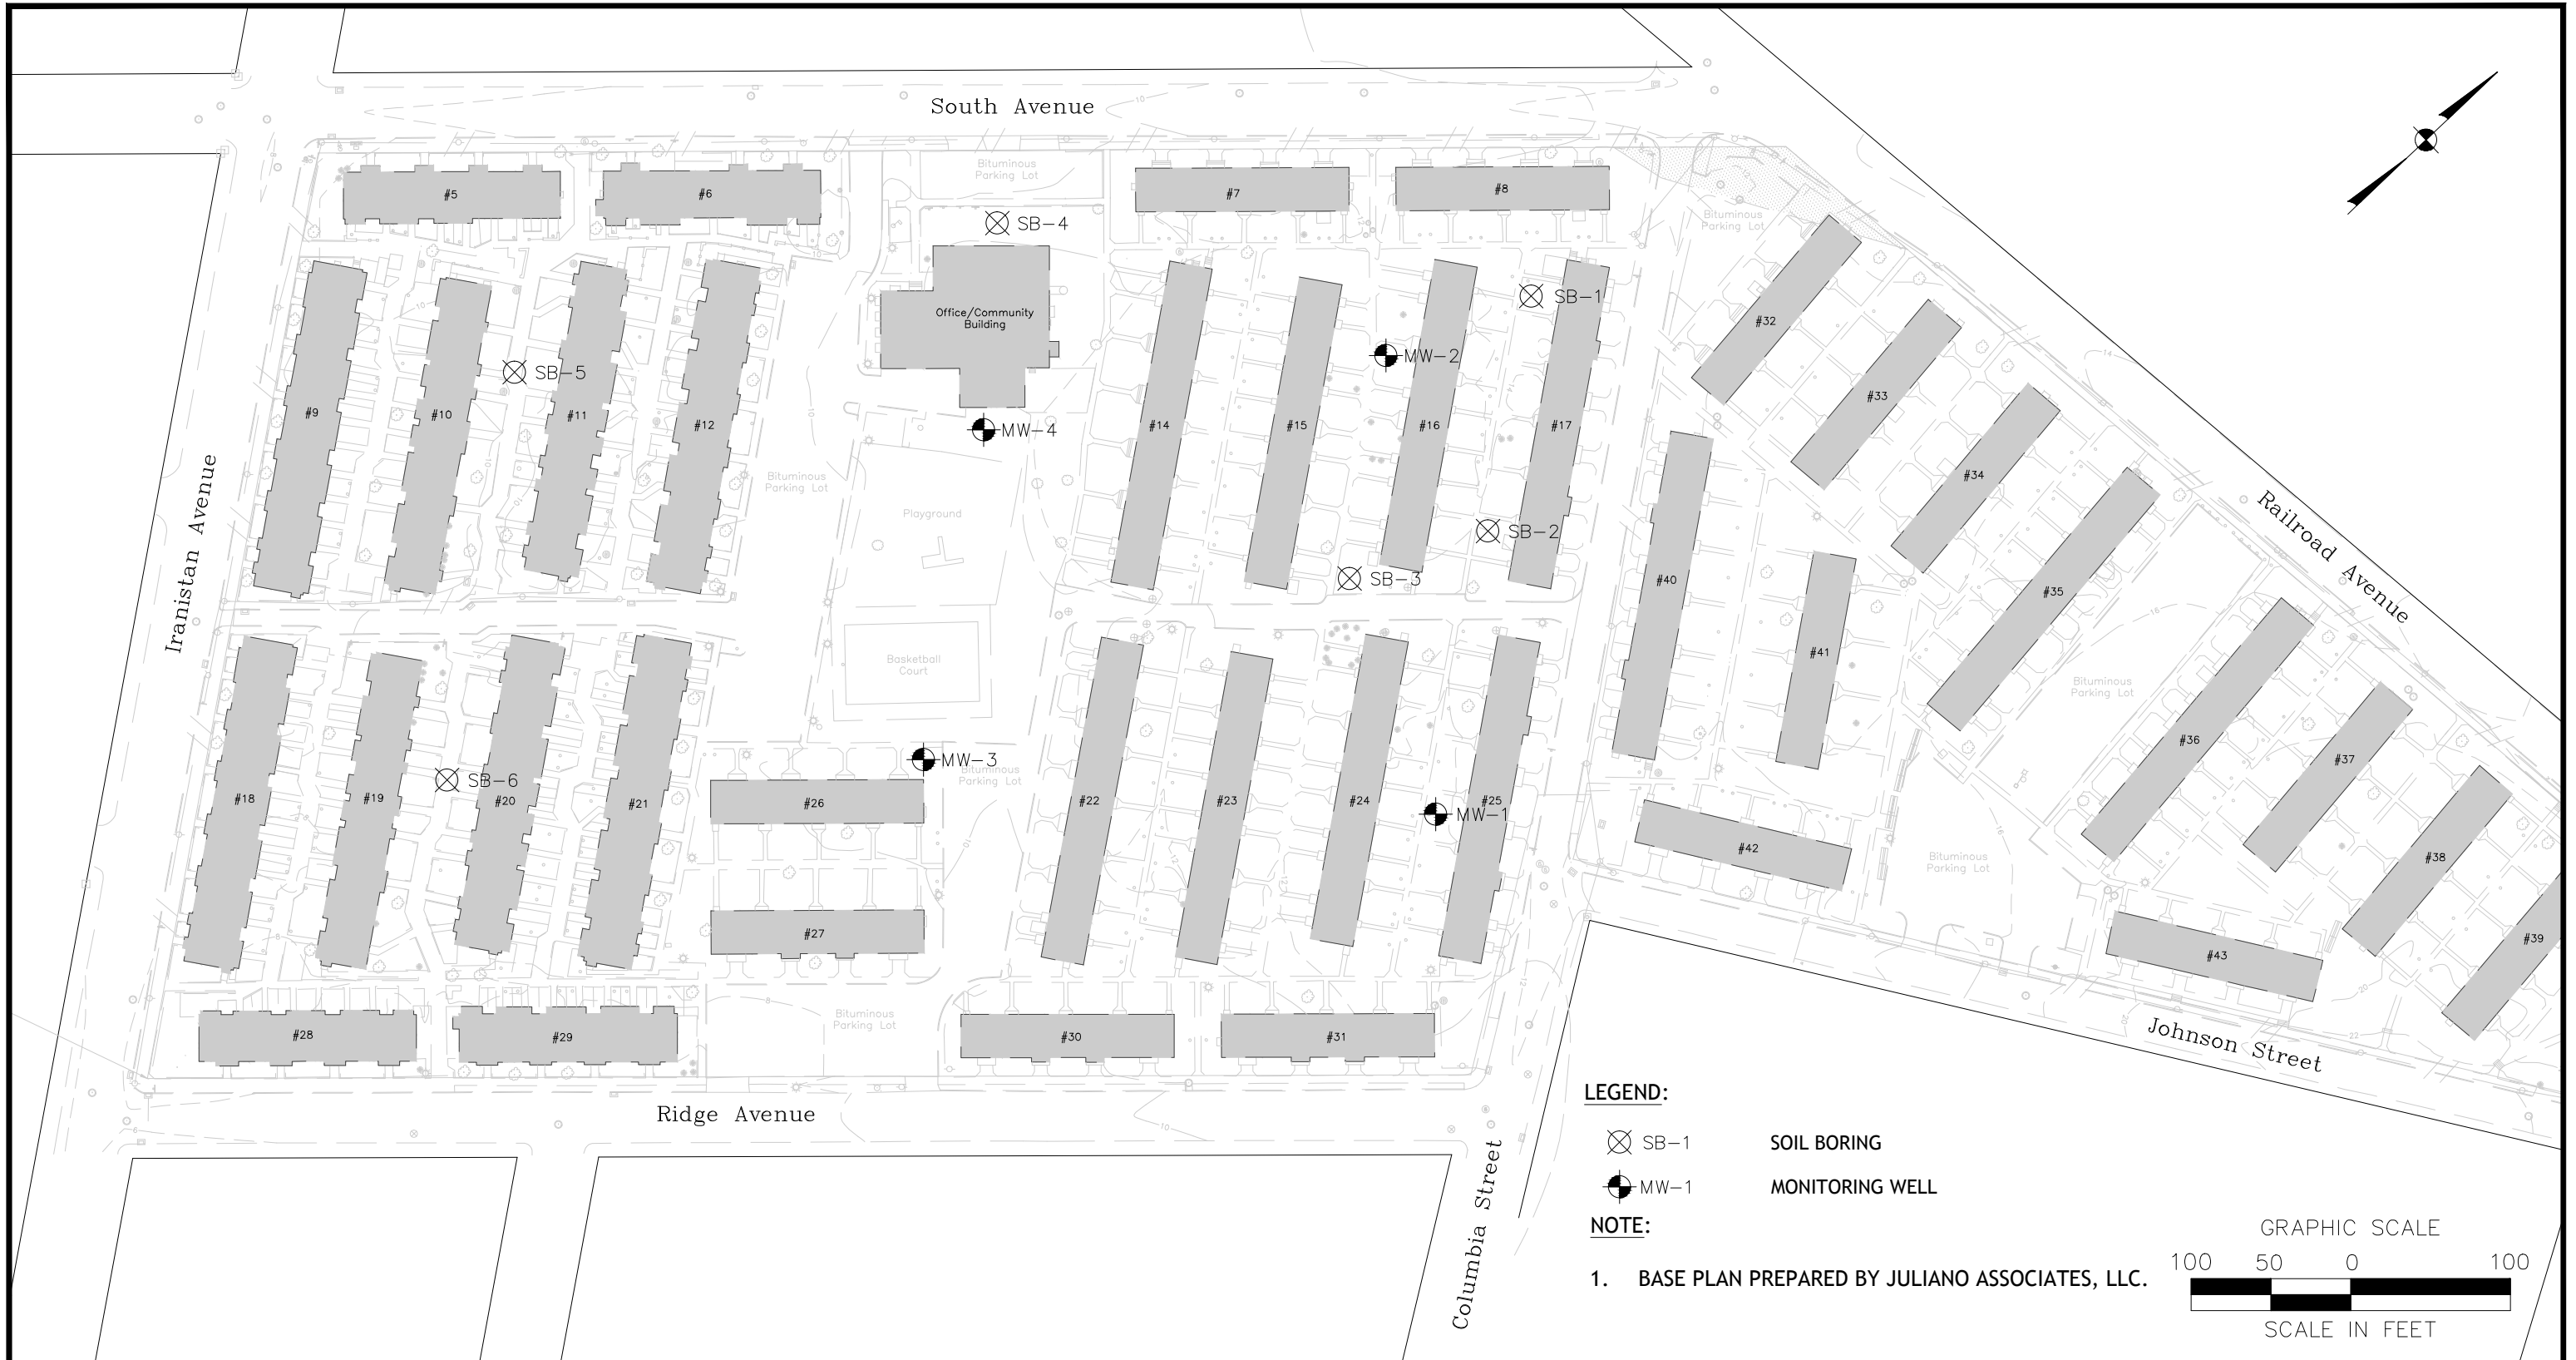 South Avenue
Bituminous
Parking Lot
#5
#6
#7
#8
SB-4
Bituminous
Parking Lot
Office/Community
Building
SB-1
MW-2
SB-5
#32
#33
#9
#10
#11
#12
MW-4
#14
#15
#16
#17
#34
Bituminous
Parking Lot
Playground
SB-2
SB-3
#40
#35
Railroad Avenue
Iranistan Avenue
Basketball
Court
#41
Bituminous
Parking Lot
#36
#37
MW-3
Bituminous
Parking Lot
SB-6
#18
#19
#20
#21
#26
#22
#23
#24
#25
MW-1
#42
Bituminous
Parking Lot
#38
#27
#39
#43
Bituminous
Parking Lot
#28
#29
#30
#31
Johnson Street
Ridge Avenue
Columbia Street
LEGEND:
SB-1 SOIL BORING
MW-1 MONITORING WELL
NOTE:
1. BASE PLAN PREPARED BY JULIANO ASSOCIATES, LLC.
GRAPHIC SCALE
100 50 0 100
SCALE IN FEET